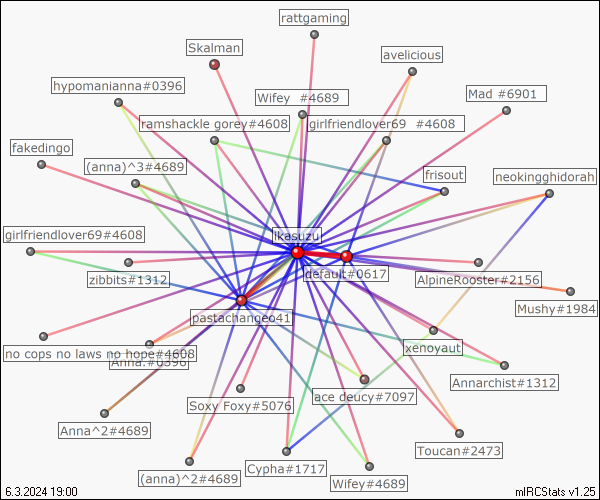 rattgaming
Skalman
avelicious
hypomanianna#0396
Wifey #4689
Mad #6901
ramshackle gorey#4608
girlfriendlover69 #4608
fakedingo
(anna)^3#4689
frisout
neokingghidorah
girlfriendlover69#4608
ikasuzu
zibbits#1312
default#0617
AlpineRooster#2156
Mushy#1984
pastachangeo41
no cops no laws no hope#4608
xenoyaut
Annarchist#1312
ace deucy#7097
Soxy Foxy#5076
Anna^2#4689
Toucan#2473
(anna)^2#4689
Cypha#1717
Wifey#4689
6.3.2024 19:00
mIRCStats v1.25